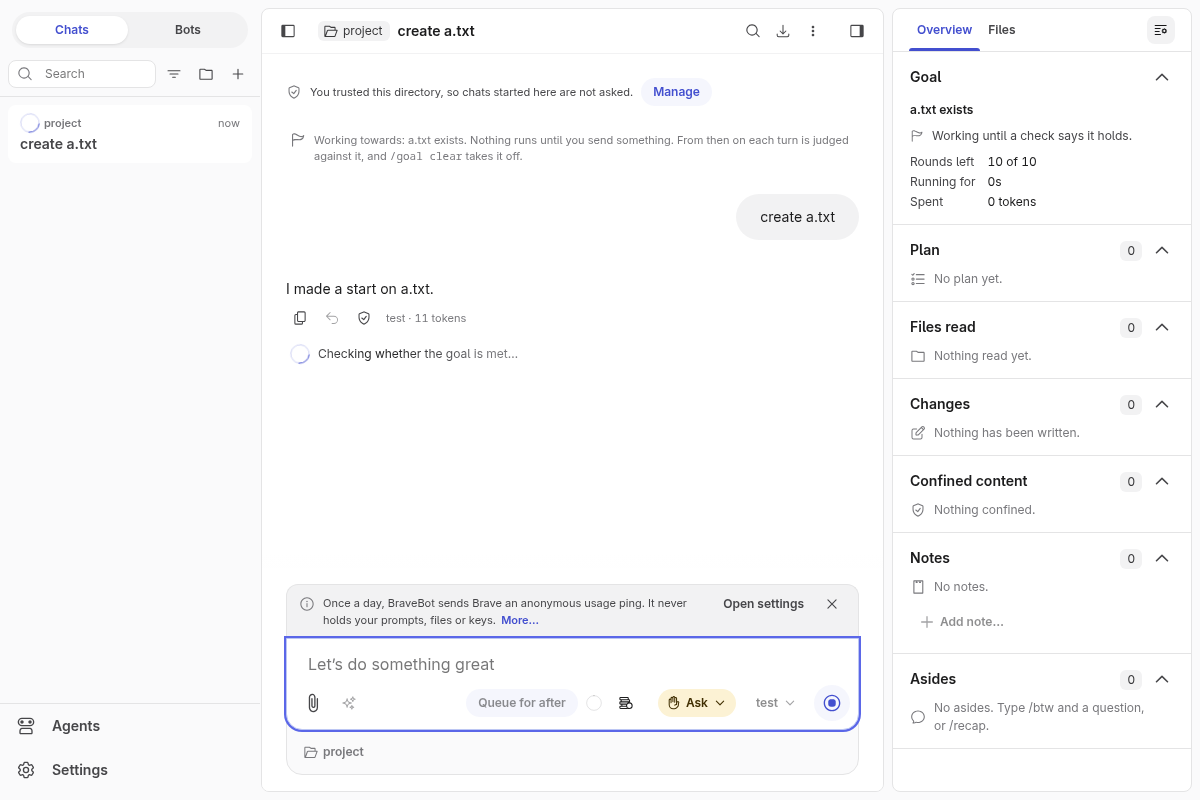 Chats
Bots
Search
project
now
create a.txt
Agents
Settings
project
create a.txt
You trusted this directory, so chats started here are not asked.
Manage
Working towards: a.txt exists. Nothing runs until you send something. From then on each turn is judged
against it, and /goal clear takes it off.
create a.txt
I made a start on a.txt.
test · 11 tokens
Checking whether the goal is met...
Once a day, BraveBot sends Brave an anonymous usage ping. It never
holds your prompts, files or keys. More...
Open settings
Let's do something great
Queue for after
Ask
test
project
Overview
Files
Goal
a.txt exists
Working until a check says it holds.
Rounds left 10 of 10
Running for 0s
Spent 0 tokens
Plan 0
No plan yet.
Files read 0
Nothing read yet.
Changes 0
Nothing has been written.
Confined content 0
Nothing confined.
Notes 0
No notes.
Add note...
Asides 0
No asides. Type /btw and a question,
or /recap.